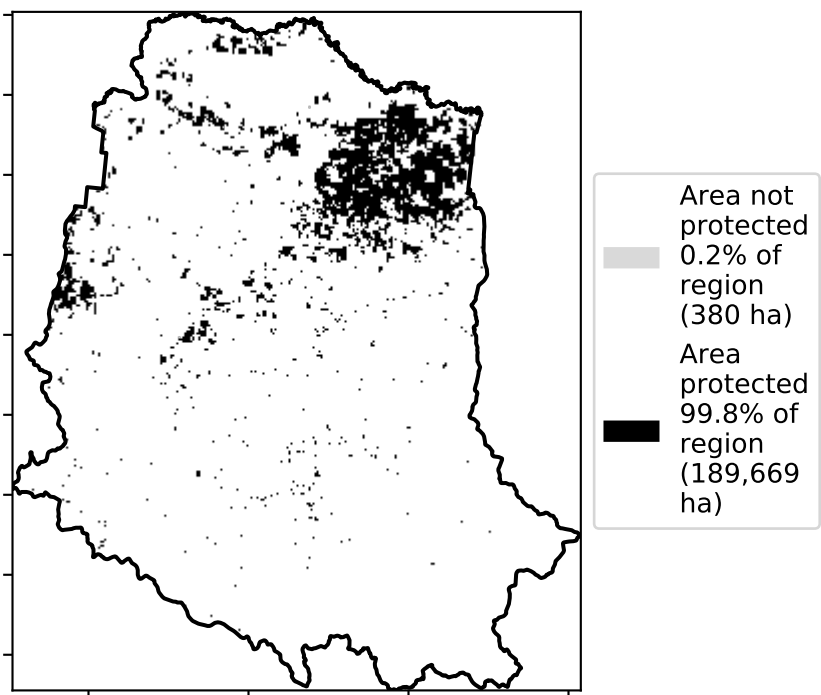 Area not
protected
0.2% of
region
(380 ha)
Area
protected
99.8% of
region
(189,669
ha)